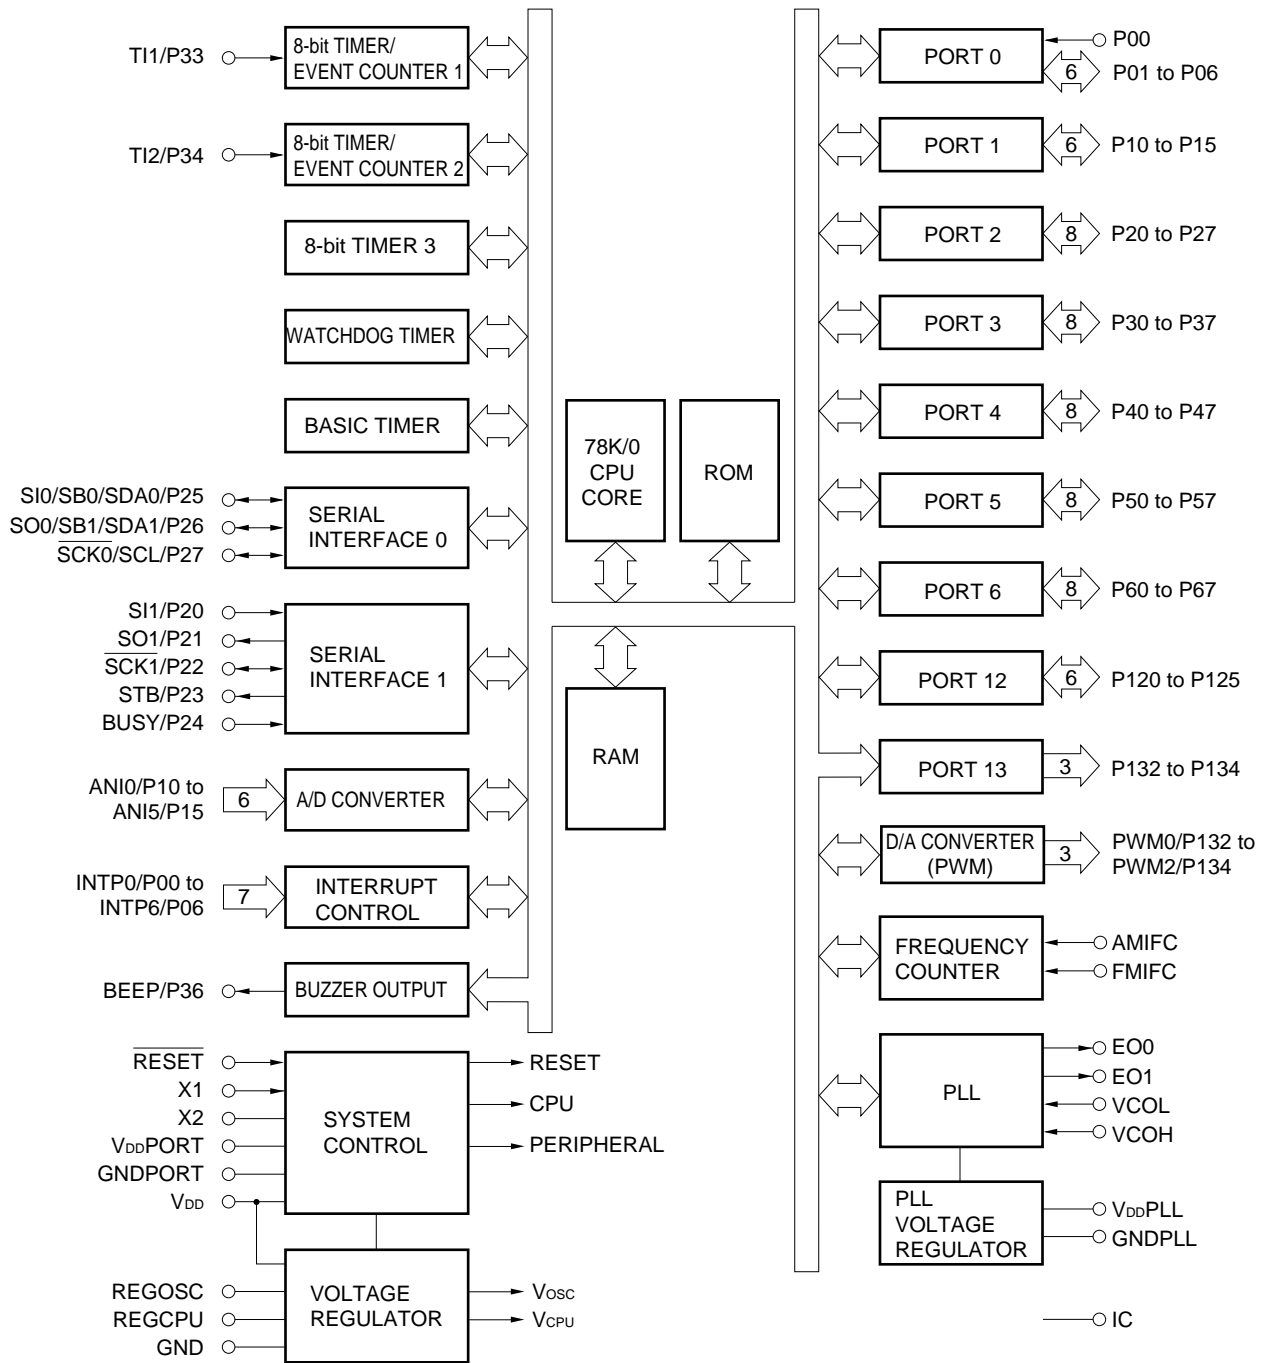 TI1/P33
8-bit TIMER/
EVENT COUNTER 1
TI2/P34
8-bit TIMER/
EVENT COUNTER 2
8-bit TIMER 3
WATCHDOG TIMER
BASIC TIMER
SI0/SB0/SDA0/P25
SO0/SB1/SDA1/P26
SCK0/SCL/P27
SERIAL
INTERFACE 0
SI1/P20
SO1/P21
SCK1/P22
STB/P23
BUSY/P24
SERIAL
INTERFACE 1
ANI0/P10 to
ANI5/P15
6
A/D CONVERTER
INTP0/P00 to
INTP6/P06
7
INTERRUPT
CONTROL
BEEP/P36
BUZZER OUTPUT
RESET
X1
X2
VDDPORT
GNDPORT
VDD
SYSTEM
CONTROL
RESET
CPU
PERIPHERAL
REGOSC
REGCPU
GND
VOLTAGE
REGULATOR
VOSC
VCPU
78K/0
CPU
CORE
ROM
RAM
PORT 0
P00
6
P01 to P06
PORT 1
6
P10 to P15
PORT 2
8
P20 to P27
PORT 3
8
P30 to P37
PORT 4
8
P40 to P47
PORT 5
8
P50 to P57
PORT 6
8
P60 to P67
PORT 12
6
P120 to P125
PORT 13
3
P132 to P134
D/A CONVERTER
(PWM)
3
PWM0/P132 to
PWM2/P134
FREQUENCY
COUNTER
AMIFC
FMIFC
PLL
EO0
EO1
VCOL
VCOH
PLL
VOLTAGE
REGULATOR
VDDPLL
GNDPLL
IC